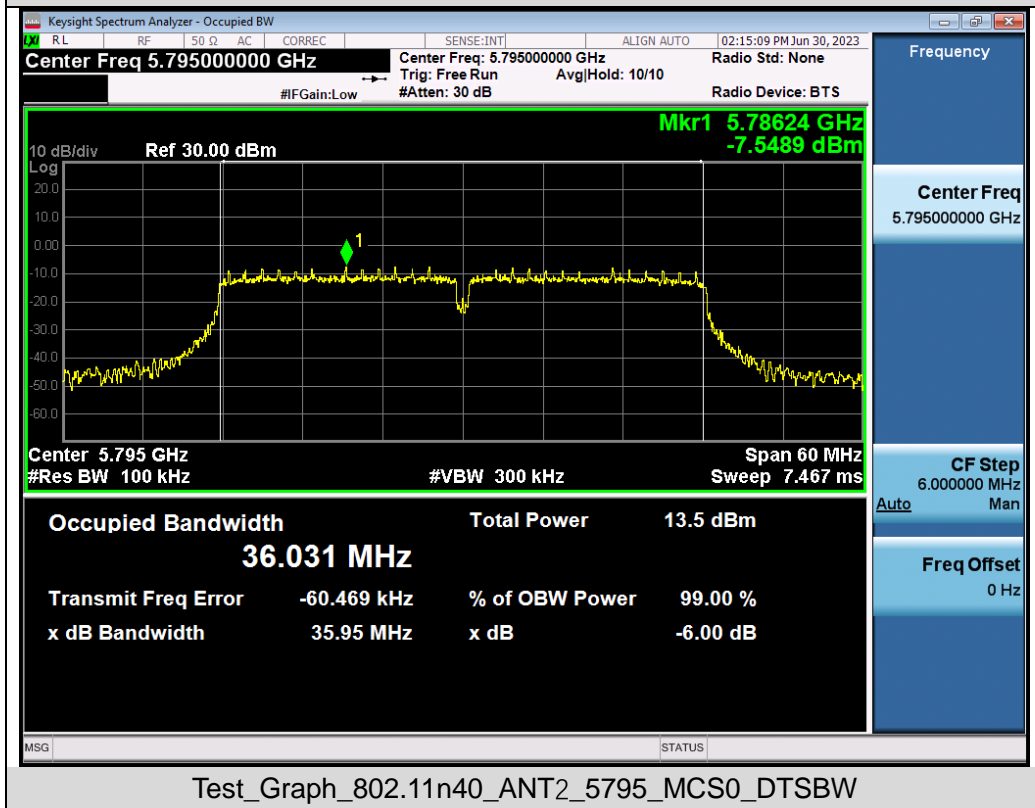 Keysight Spectrum Analyzer - Occupied BW
LXI RL RF 50 Ω AC CORREC SENSE:INT ALIGN AUTO 02:15:09 PM Jun 30, 2023
Center Freq 5.795000000 GHz
#IFGain:Low
Center Freq: 5.795000000 GHz
Trig: Free Run Avg|Hold: 10/10
#Atten: 30 dB
Radio Std: None
Radio Device: BTS
Frequency
Mkr1 5.78624 GHz
-7.5489 dBm
10 dB/div Ref 30.00 dBm
Log
20.0
10.0
0.00
-10.0
-20.0
-30.0
-40.0
-50.0
-60.0
1
Center 5.795 GHz
Span 60 MHz
#Res BW 100 kHz
#VBW 300 kHz
Sweep 7.467 ms
Center Freq
5.795000000 GHz
CF Step
6.000000 MHz
Auto Man
Freq Offset
0 Hz
Occupied Bandwidth
36.031 MHz
Total Power 13.5 dBm
Transmit Freq Error -60.469 kHz
% of OBW Power 99.00 %
x dB Bandwidth 35.95 MHz
x dB -6.00 dB
MSG
STATUS
Test_Graph_802.11n40_ANT2_5795_MCS0_DTSBW